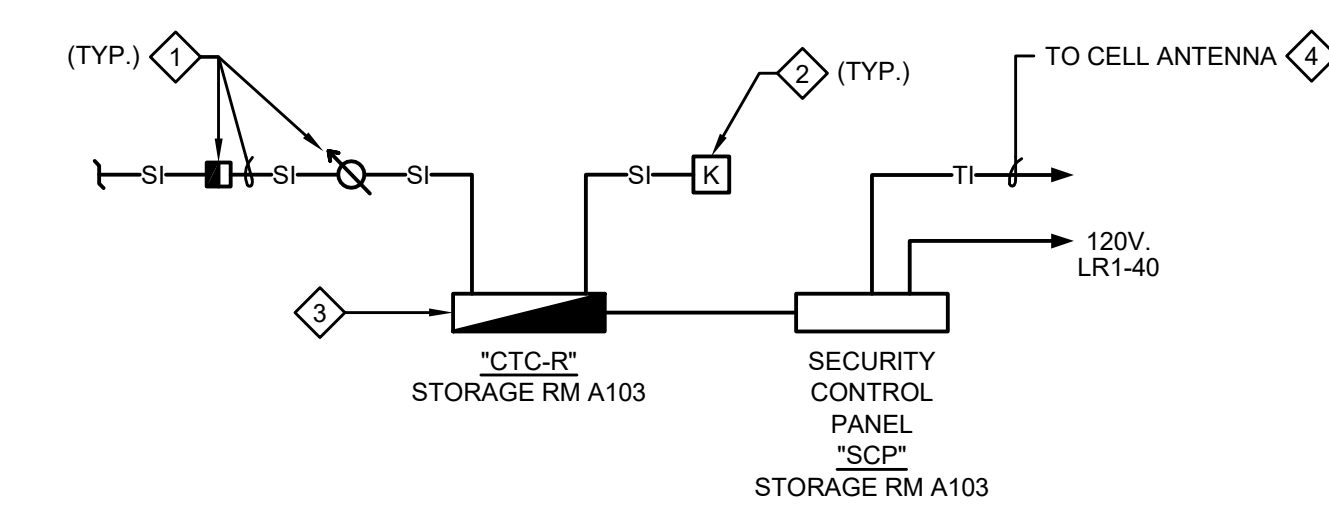 (TYP.) 1
2 (TYP.)
TO CELL ANTENNA 4
SI SI SI
SI K
TI
120V.
LR1-40
3
"CTC-R"
STORAGE RM A103
SECURITY
CONTROL
PANEL
"SCP"
STORAGE RM A103